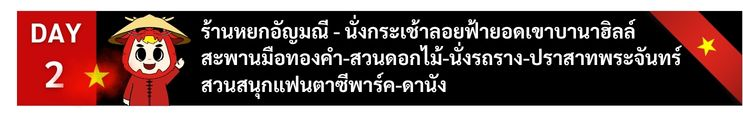 DAY
2
ร้านหยกอัญมณี - นั่งกระเช้าลอยฟ้ายอดเขาบานาฮิลล์
สะพานมือทองคำ-สวนดอกไม้-นั่งรถราง-ปราสาทพระจันทร์
สวนสนุกแฟนตาซีพาร์ค-ดานัง